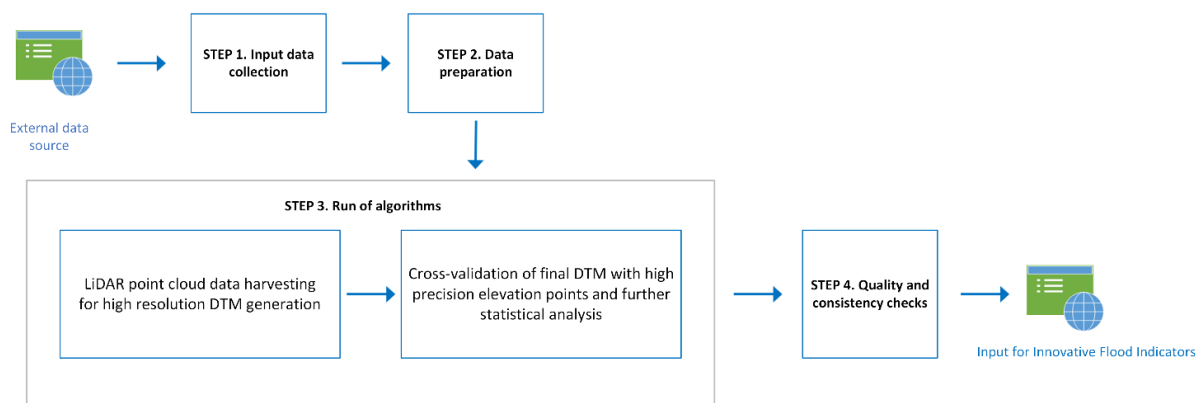 External data
source
STEP 1. Input data
collection
STEP 2. Data
preparation
STEP 3. Run of algorithms
LiDAR point cloud data harvesting
for high resolution DTM generation
Cross-validation of final DTM with high
precision elevation points and further
statistical analysis
STEP 4. Quality and
consistency checks
Input for Innovative Flood Indicators